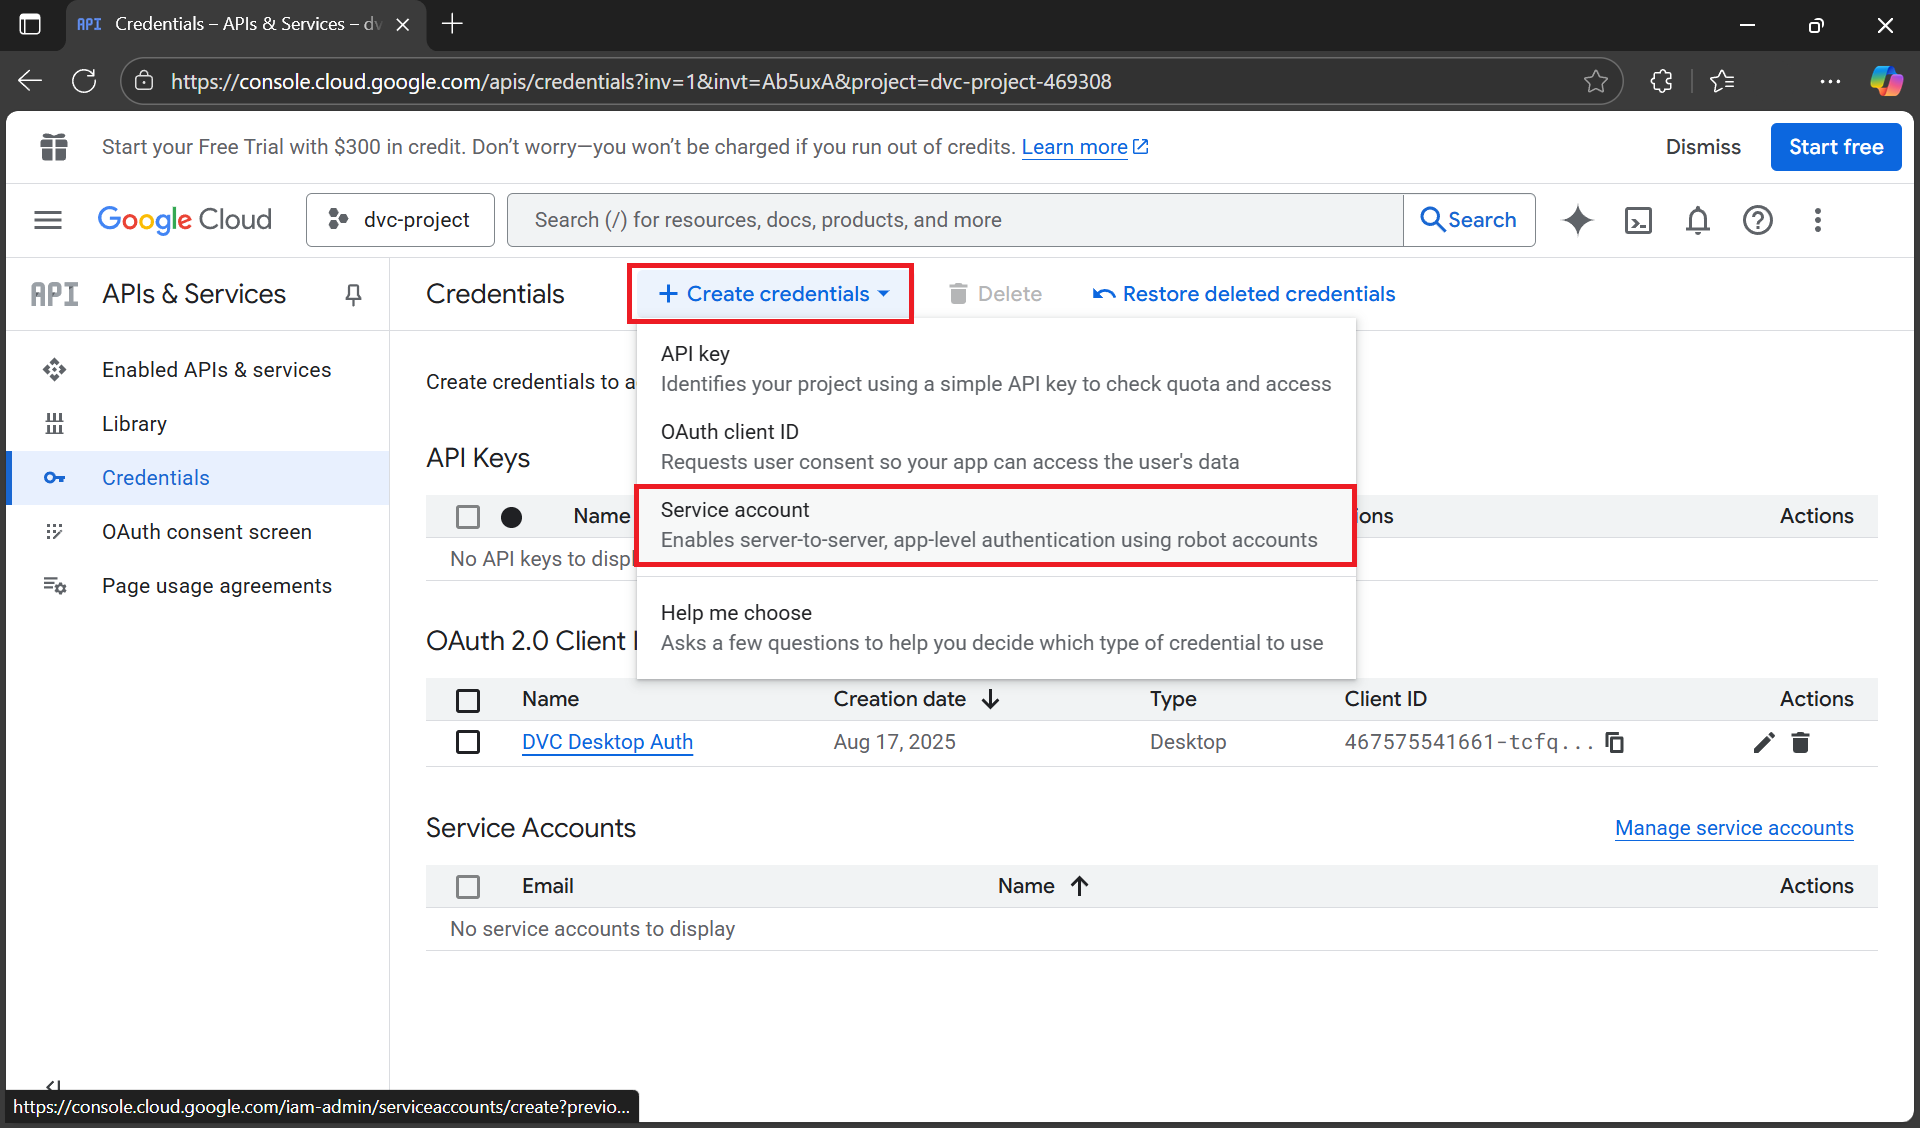 API Credentials – APIs & Services – dv
https://console.cloud.google.com/apis/credentials?inv=1&invt=Ab5uxA&project=dvc-project-469308
Start your Free Trial with $300 in credit. Don’t worry—you won’t be charged if you run out of credits. Learn more
Dismiss
Start free
Google Cloud
dvc-project
Search (/) for resources, docs, products, and more
Search
API APIs & Services
Credentials
+ Create credentials
Delete
Restore deleted credentials
Enabled APIs & services
Library
Credentials
OAuth consent screen
Page usage agreements
Create credentials to a
API key
Identifies your project using a simple API key to check quota and access
OAuth client ID
Requests user consent so your app can access the user's data
Service account
Enables server-to-server, app-level authentication using robot accounts
Help me choose
Asks a few questions to help you decide which type of credential to use
API Keys
Name
ions
Actions
No API keys to displ
OAuth 2.0 Client I
Name
Creation date
Type
Client ID
Actions
DVC Desktop Auth
Aug 17, 2025
Desktop
467575541661-tcfq...
Service Accounts
Manage service accounts
Email
Name
Actions
No service accounts to display
https://console.cloud.google.com/iam-admin/serviceaccounts/create?previo...